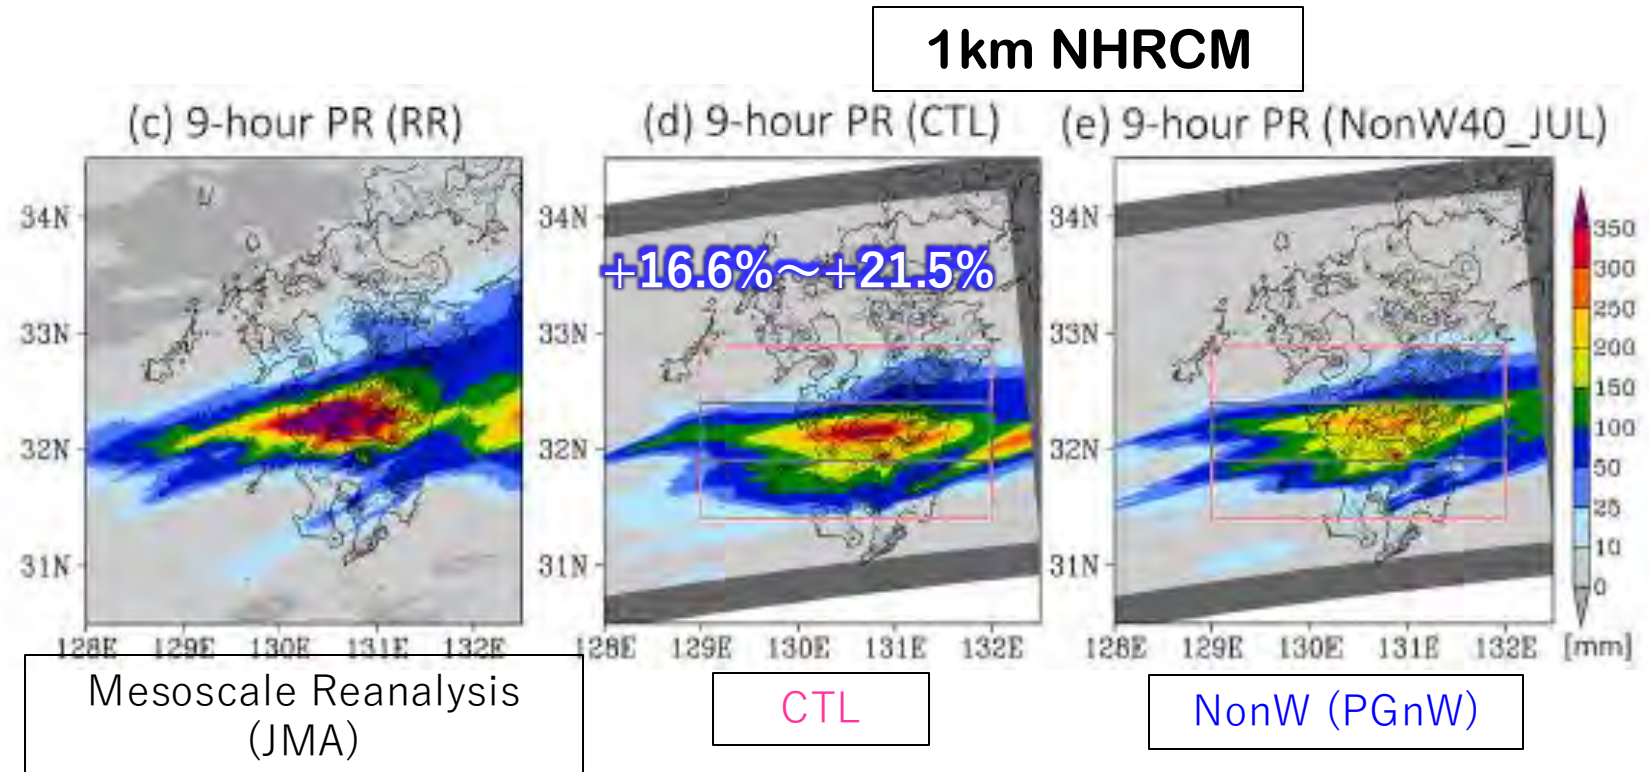 1km NHRCM
(c) 9-hour PR (RR)
(d) 9-hour PR (CTL)
(e) 9-hour PR (NonW40_JUL)
34N
33N
32N
31N
128E 129E 130E 131E 132E
34N
33N
32N
31N
128E 129E 130E 131E 132E
+16.6%～+21.5%
34N
33N
32N
31N
128E 129E 130E 131E 132E
350
300
250
200
150
100
50
25
10
0
[mm]
Mesoscale Reanalysis
(JMA)
CTL
NonW (PGnW)